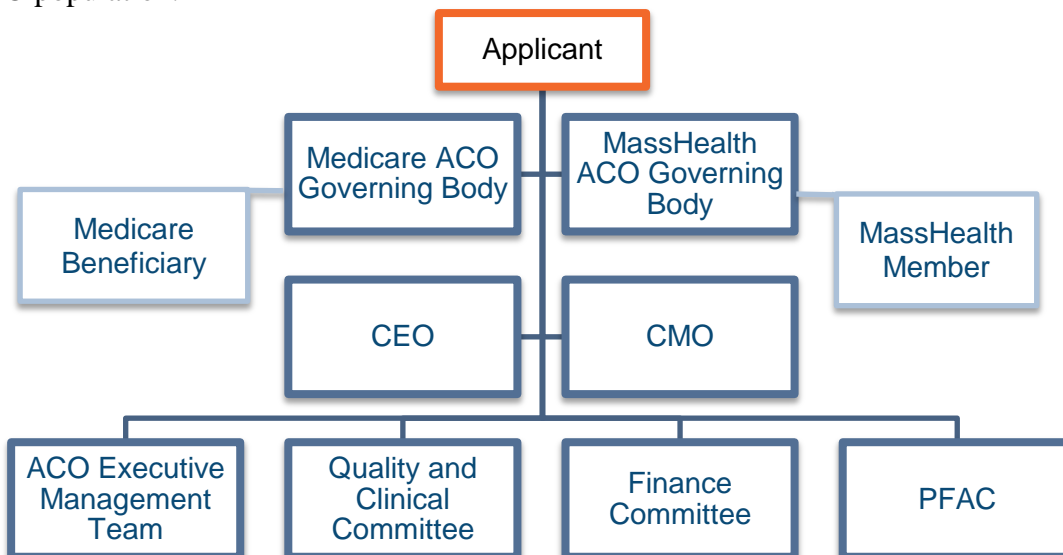 Applicant
Medicare ACO
Governing Body
MassHealth
ACO Governing
Body
Medicare
Beneficiary
MassHealth
Member
CEO
CMO
ACO Executive
Management
Team
Quality and
Clinical
Committee
Finance
Committee
PFAC